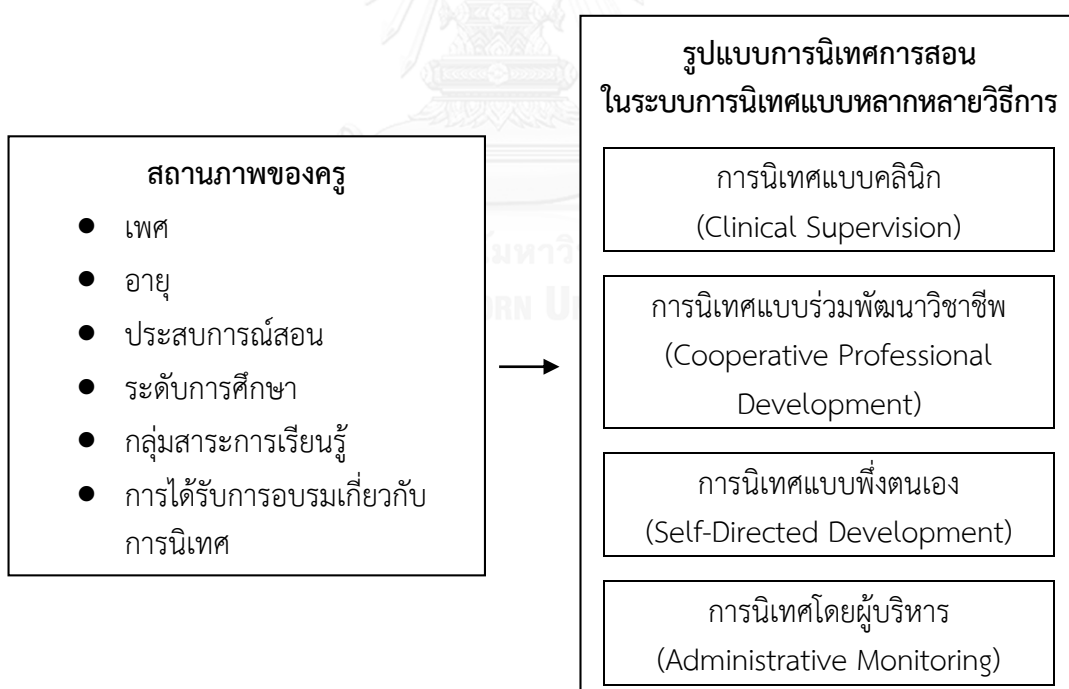 สถานภาพของครู
● เพศ
● อายุ
● ประสบการณ์สอน
● ระดับการศึกษา
● กลุ่มสาระการเรียนรู้
● การได้รับการอบรมเกี่ยวกับ
การนิเทศ
รูปแบบการนิเทศการสอน
ในระบบการนิเทศแบบหลากหลายวิธีการ
การนิเทศแบบคลินิก
(Clinical Supervision)
การนิเทศแบบร่วมพัฒนาวิชาชีพ
(Cooperative Professional
Development)
การนิเทศแบบพึ่งตนเอง
(Self-Directed Development)
การนิเทศโดยผู้บริหาร
(Administrative Monitoring)